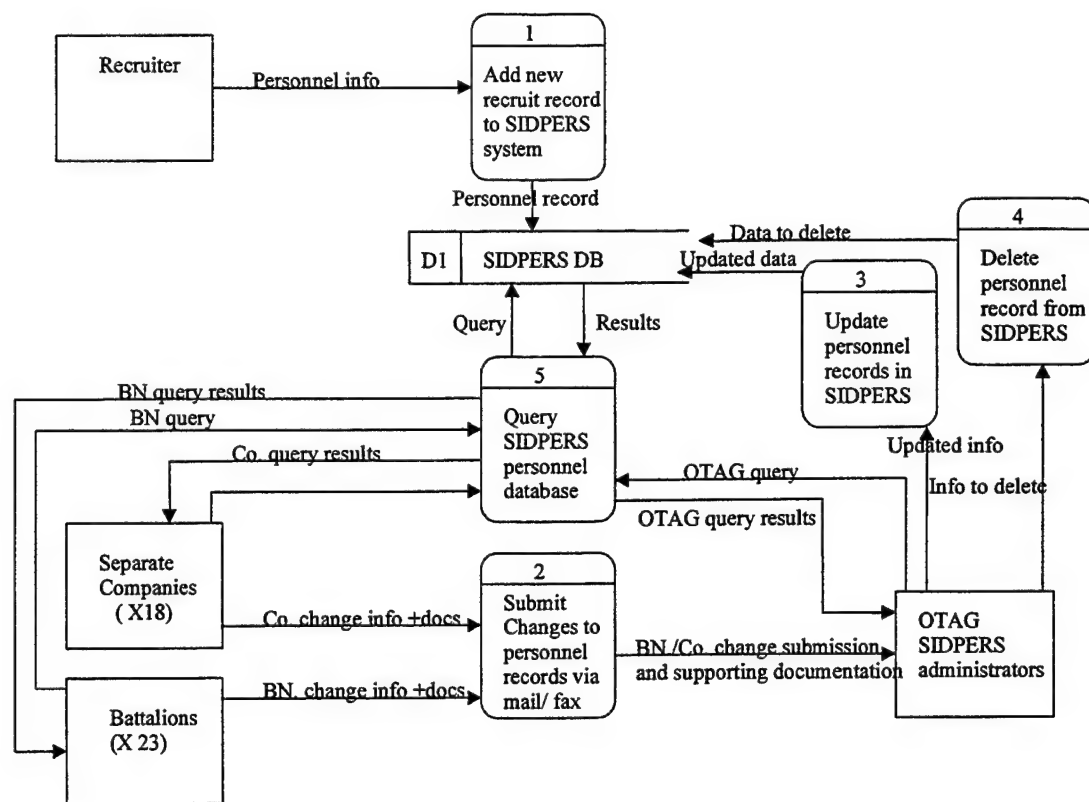 Recruiter
Personnel info
1
Add new
recruit record
to SIDPERS
system
Personnel record
D1
SIDPERS DB
Data to delete
Updated data
4
Delete
personnel
record from
SIDPERS
3
Update
personnel
records in
SIDPERS
Query
Results
BN query results
BN query
Co. query results
5
Query
SIDPERS
personnel
database
Updated info
OTAG query
Info to delete
OTAG query results
Separate
Companies
( X18)
Co. change info +docs
2
Submit
Changes to
personnel
records via
mail/ fax
BN./Co. change submission
and supporting documentation
OTAG
SIDPERS
administrators
BN. change info +docs
Battalions
(X 23)